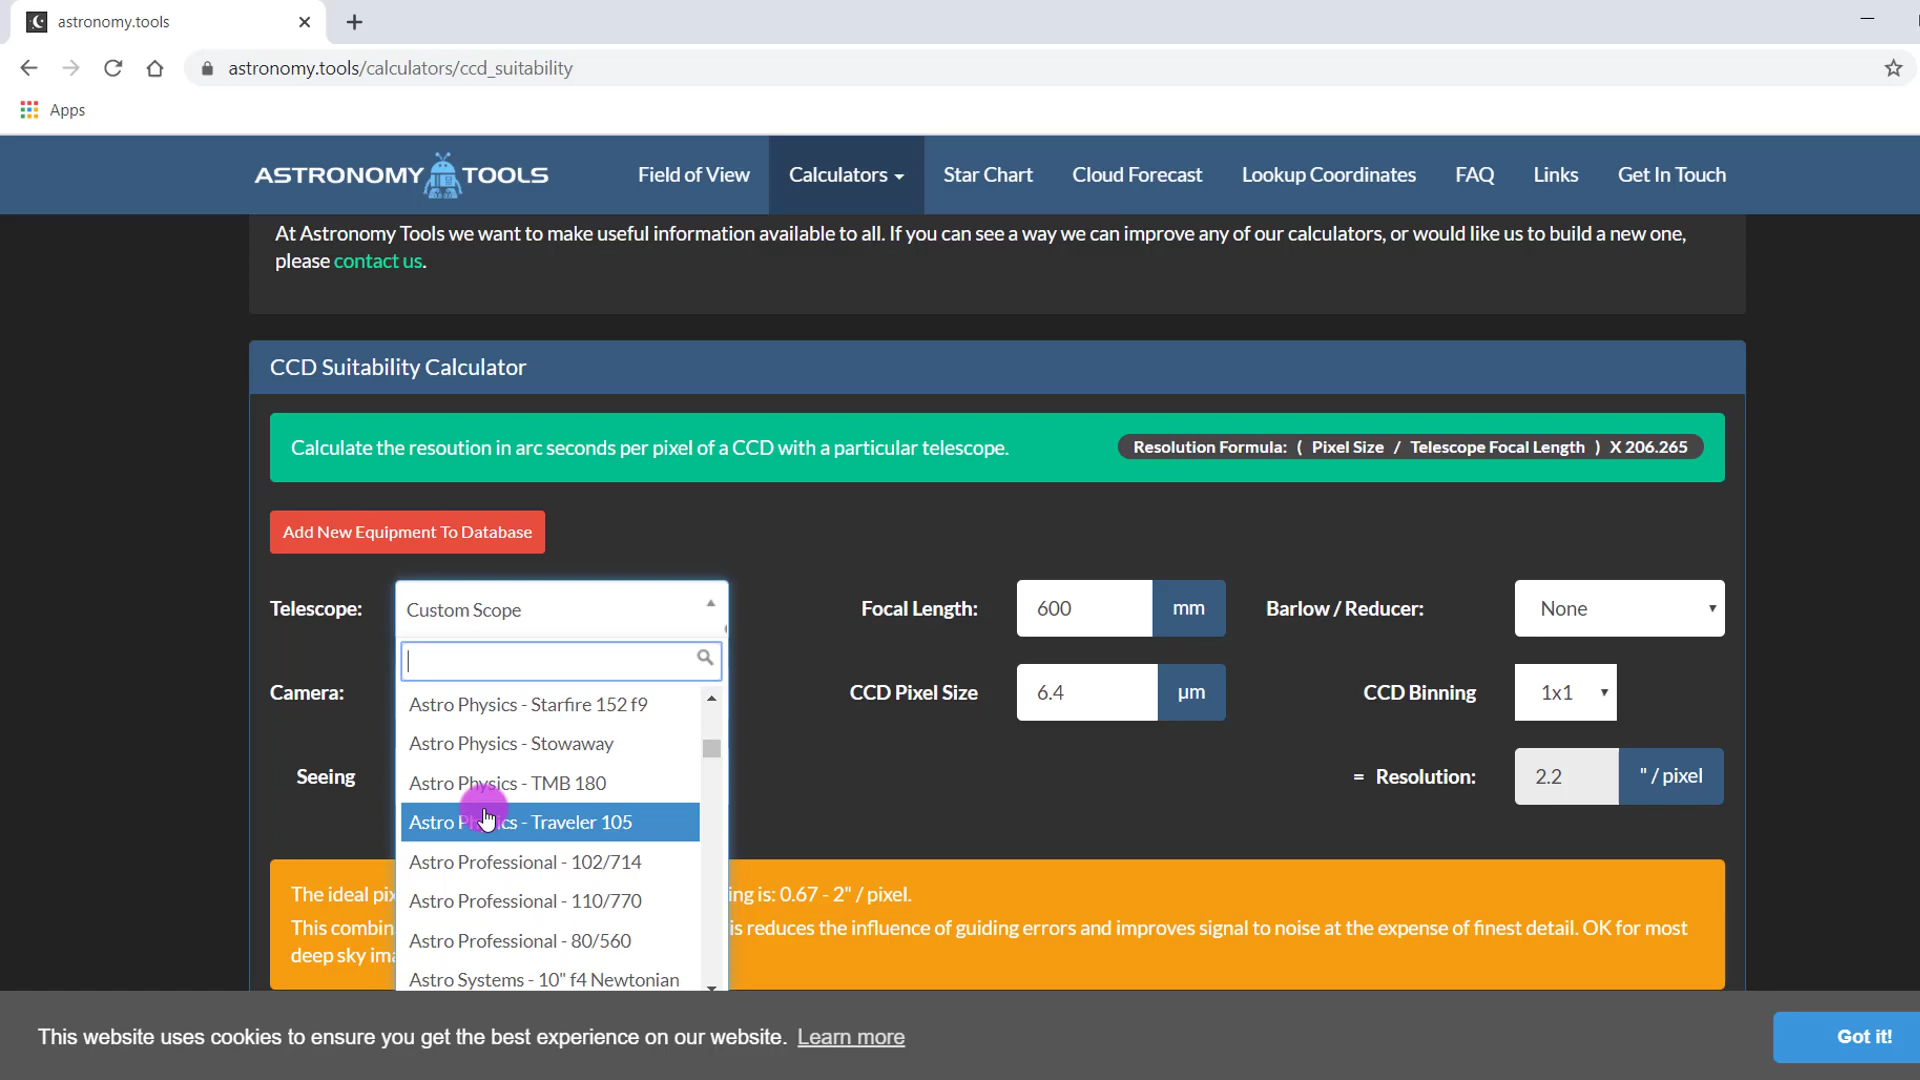 astronomy.tools
astronomy.tools/calculators/ccd_suitability
Apps
ASTRONOMY TOOLS
Field of View
Calculators
Star Chart
Cloud Forecast
Lookup Coordinates
FAQ
Links
Get In Touch
At Astronomy Tools we want to make useful information available to all. If you can see a way we can improve any of our calculators, or would like us to build a new one,
please contact us.
CCD Suitability Calculator
Calculate the resoution in arc seconds per pixel of a CCD with a particular telescope.
Resolution Formula: ( Pixel Size / Telescope Focal Length ) X 206.265
Add New Equipment To Database
Telescope:
Custom Scope
Focal Length:
600
mm
Barlow / Reducer:
None
Camera:
CCD Pixel Size
6.4
µm
CCD Binning
1x1
Seeing
= Resolution:
2.2
" / pixel
Astro Physics - Starfire 152 f9
Astro Physics - Stowaway
Astro Physics - TMB 180
Astro Physics - Traveler 105
Astro Professional - 102/714
Astro Professional - 110/770
Astro Professional - 80/560
Astro Systems - 10" f4 Newtonian
The ideal ing is: 0.67 - 2" / pixel.
This is reduces the influence of guiding errors and improves signal to noise at the expense of finest detail. OK for most
deep sky
This website uses cookies to ensure you get the best experience on our website. Learn more
Got it!